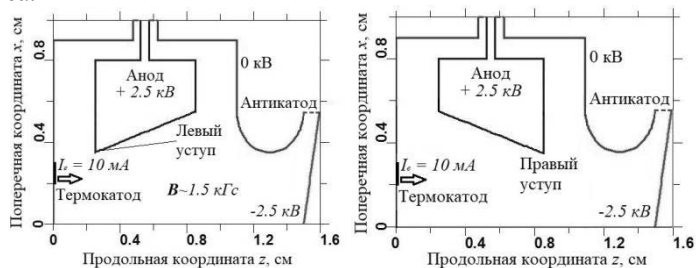 Поперечная координата x, см
0.8
0.4
0
Анод
+ 2.5 кВ
0 кВ
Антикатод
Левый
уступ
Iₑ = 10 мА
Термокатод
B~1.5 кГс
-2.5 кВ
0
0.4
0.8
1.2
1.6
Продольная координата z, см
Поперечная координата x, см
0.8
0.4
0
Анод
+ 2.5 кВ
0 кВ
Антикатод
Iₑ = 10 мА
Правый
уступ
Термокатод
-2.5 кВ
0
0.4
0.8
1.2
1.6
Продольная координата z, см